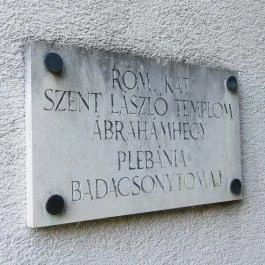 RÓM. KAT.
SZENT LÁSZLÓ TEMPLOM
ÁBRAHÁMHEGY
PLÉBÁNIA
BADACSONYTOMAJ